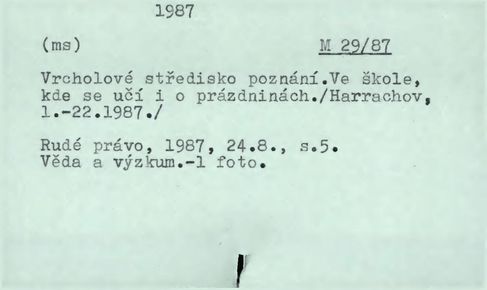 1987
(ms) M 29/87
Vrcholové středisko poznání.Ve škole,
kde se učí i o prázdninách./Harrachov,
1.-22.1987./
Rudé právo, 1987, 24.8., s.5.
Věda a výzkum.-1 foto.